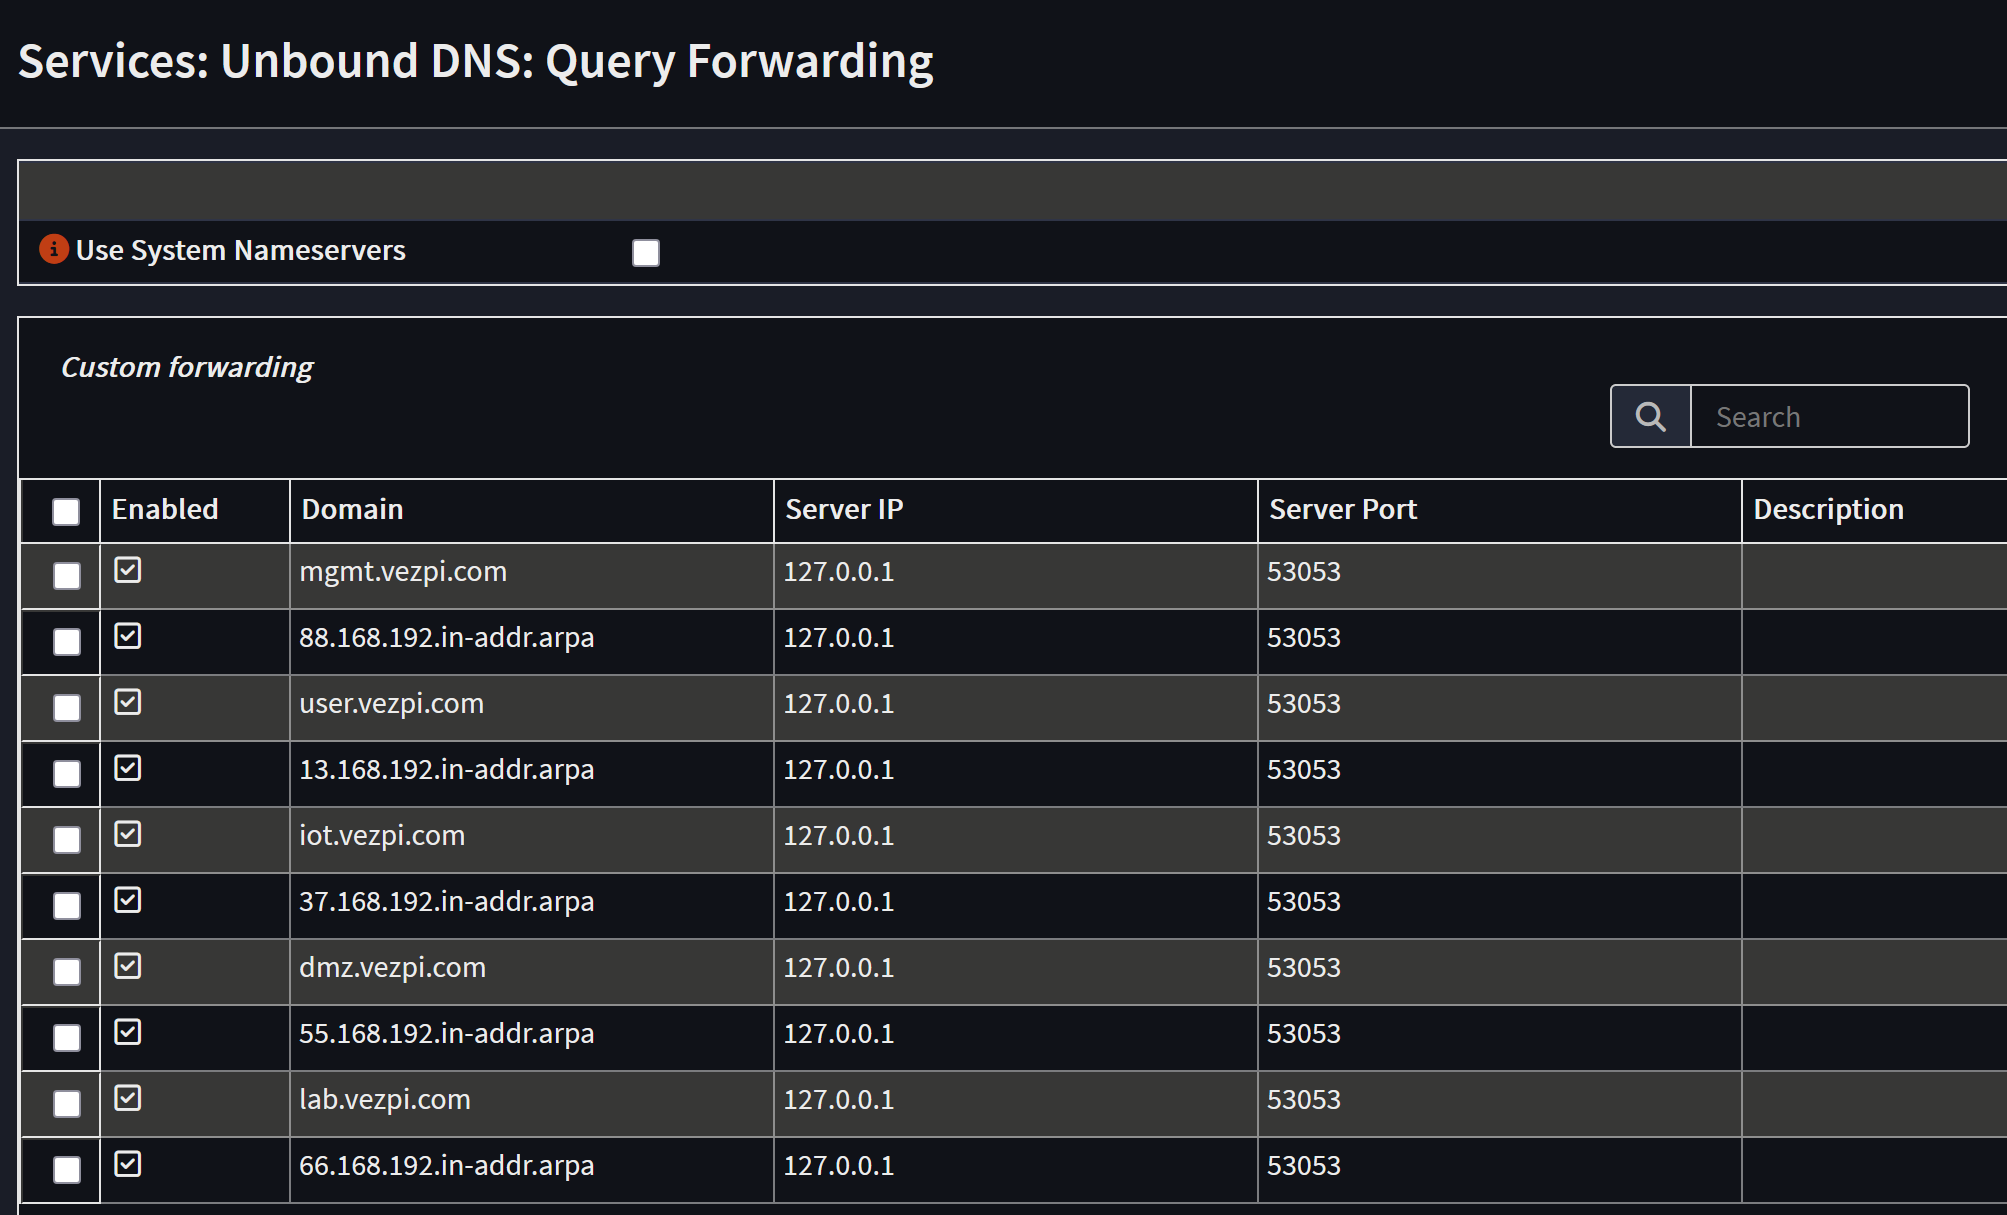 Services: Unbound DNS: Query Forwarding
Use System Nameservers
Custom forwarding
Search
Enabled Domain Server IP Server Port Description
mgmt.vezpi.com 127.0.0.1 53053
88.168.192.in-addr.arpa 127.0.0.1 53053
user.vezpi.com 127.0.0.1 53053
13.168.192.in-addr.arpa 127.0.0.1 53053
iot.vezpi.com 127.0.0.1 53053
37.168.192.in-addr.arpa 127.0.0.1 53053
dmz.vezpi.com 127.0.0.1 53053
55.168.192.in-addr.arpa 127.0.0.1 53053
lab.vezpi.com 127.0.0.1 53053
66.168.192.in-addr.arpa 127.0.0.1 53053